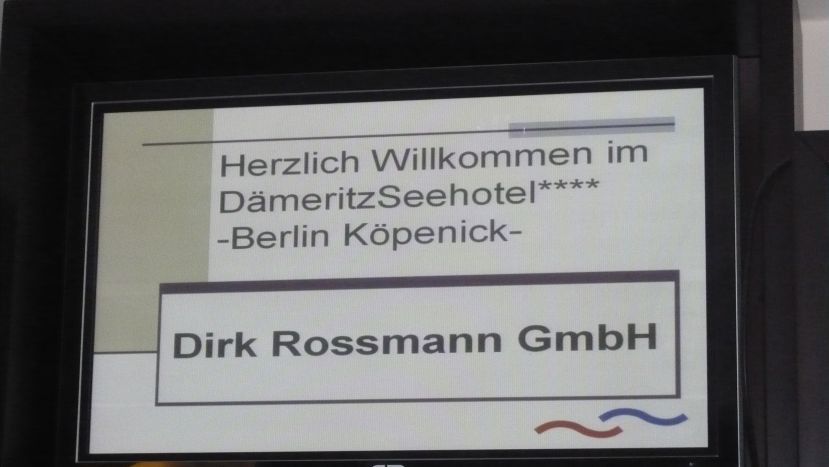 Herzlich Willkommen im
DämeritzSeehotel****
-Berlin Köpenick-
Dirk Rossmann GmbH